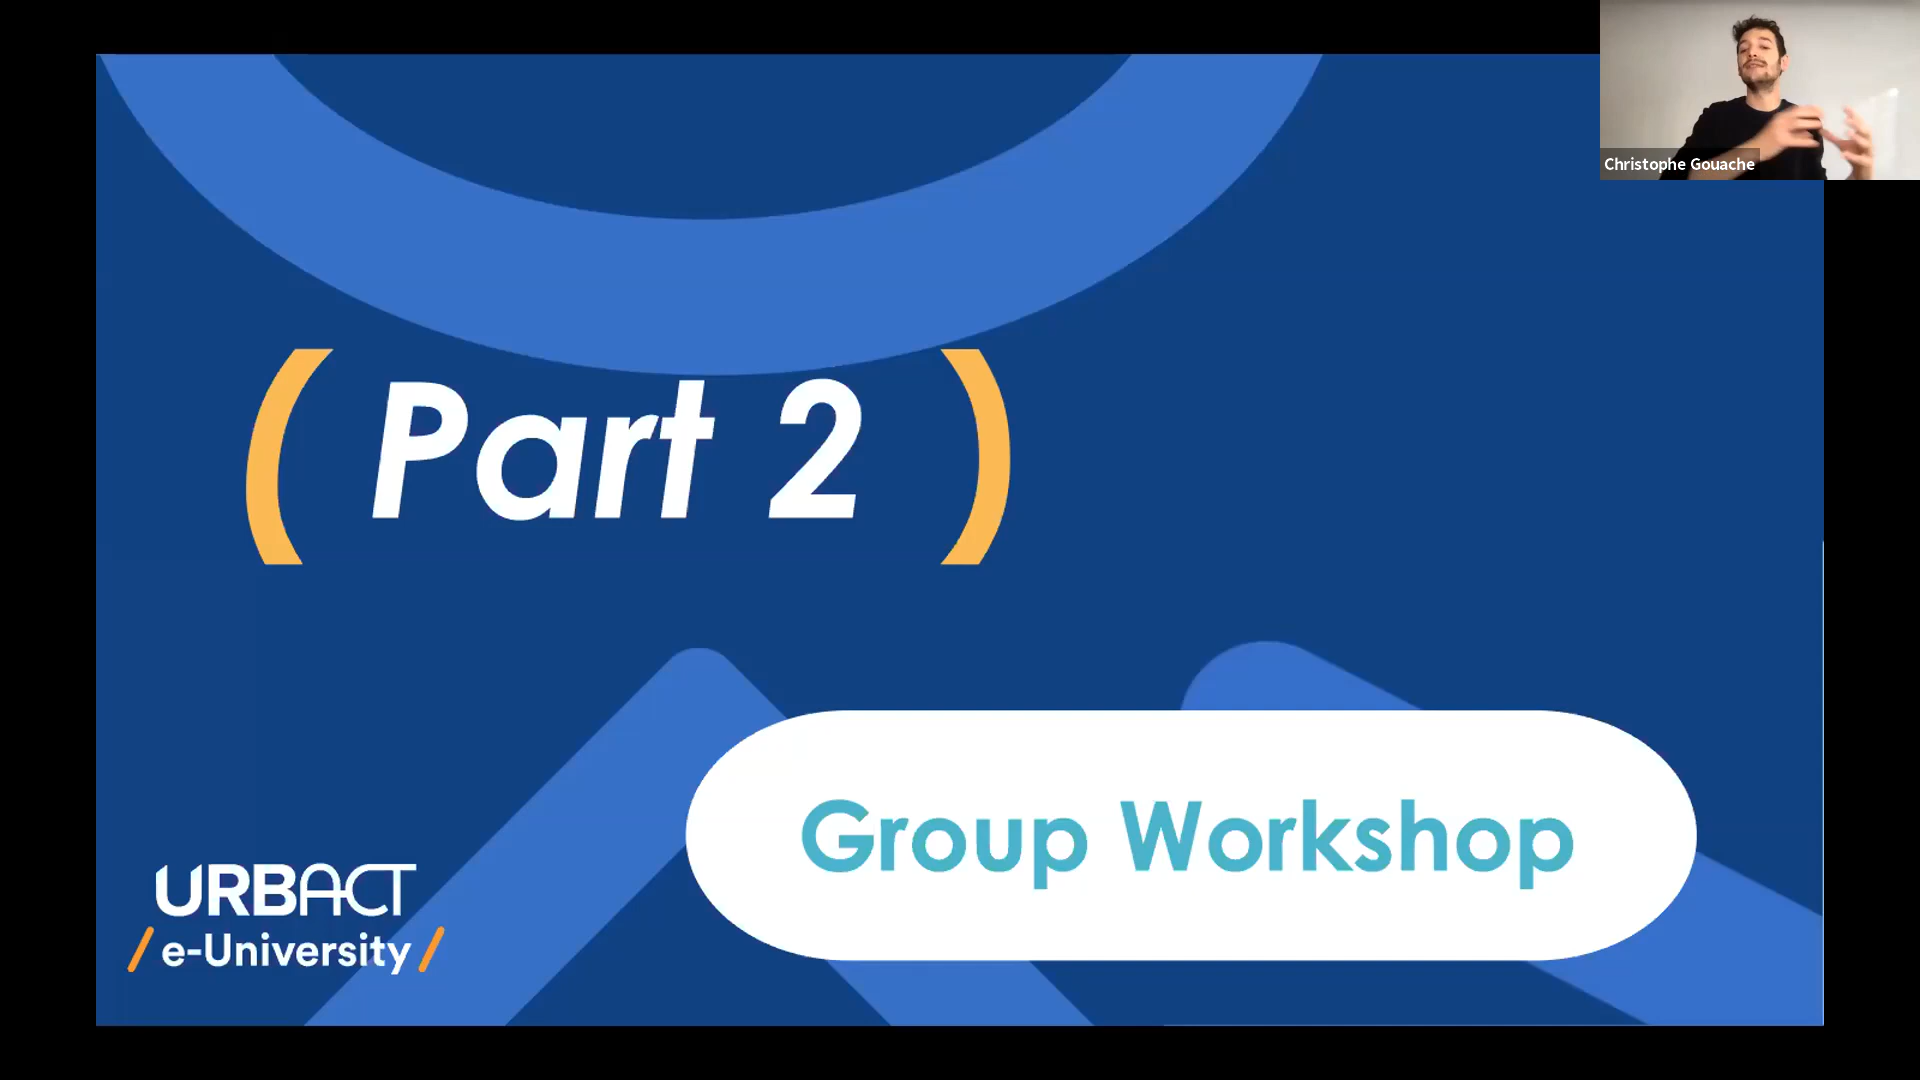 Christophe Gouache
( Part 2 )
Group Workshop
URBACT
/ e-University /